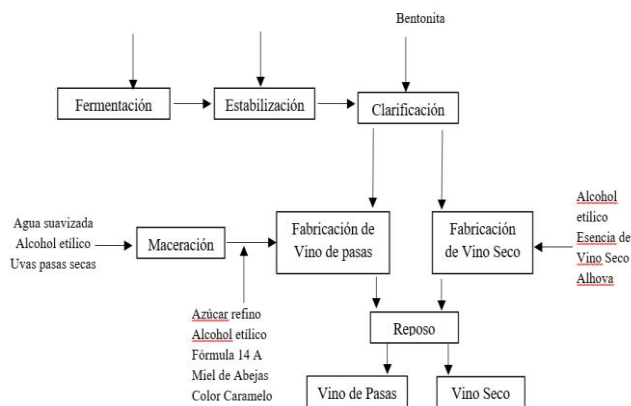 Bentonita
Fermentación
Estabilización
Clarificación
Agua suavizada
Alcohol etílico
Uvas pasas secas
Maceración
Fabricación de
Vino de pasas
Fabricación
de Vino Seco
Alcohol
etílico
Esencia de
Vino Seco
Alhova
Azúcar refino
Alcohol etílico
Fórmula 14 A
Miel de Abejas
Color Caramelo
Reposo
Vino de Pasas
Vino Seco